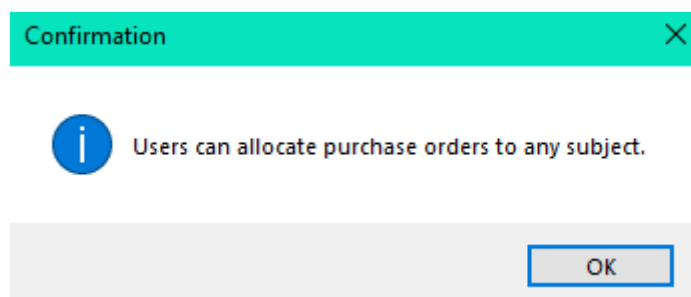 Confirmation
Users can allocate purchase orders to any subject.
OK